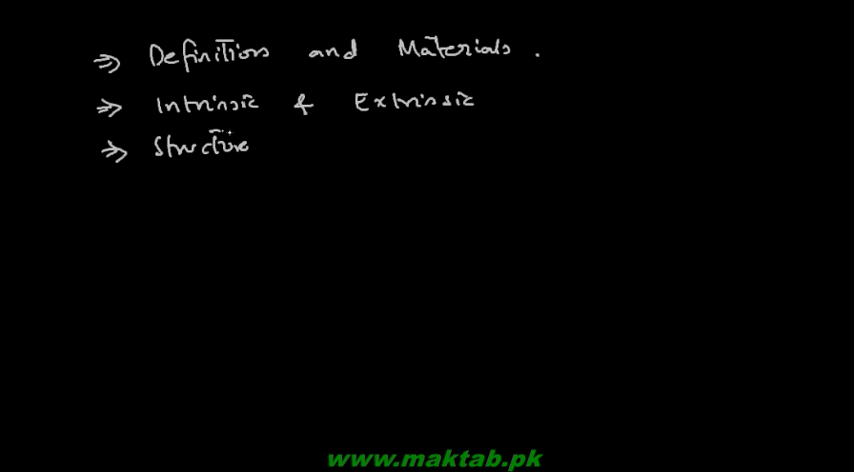 ⇒ Definitions and Materials.
⇒ Intrinsic & Extrinsic
⇒ Structure
www.maktab.pk